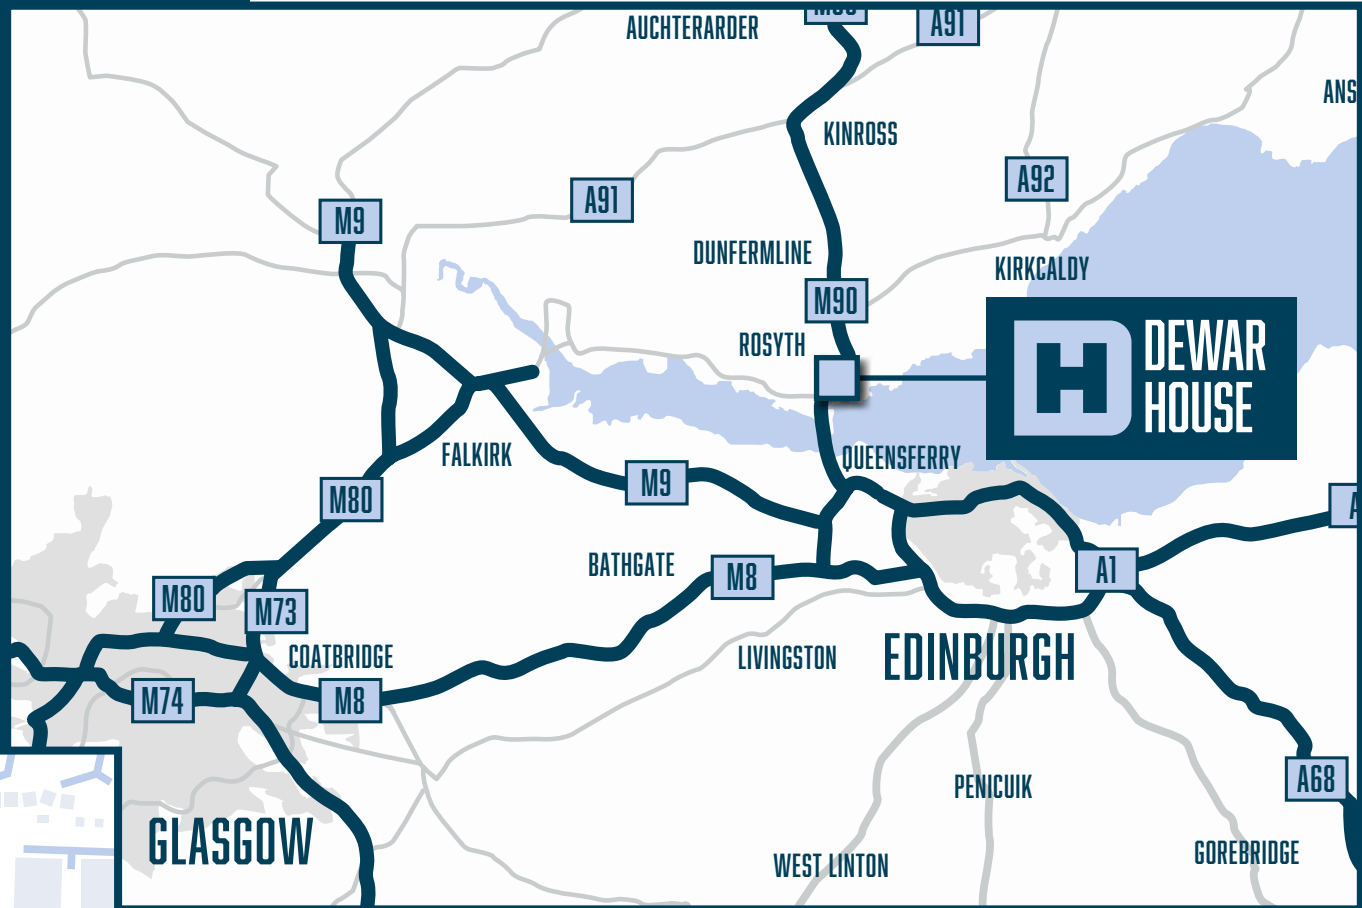 AUCHTERARDER
A91
KINROSS
A92
A91
M9
DUNFERMLINE
KIRKCALDY
M90
ROSYTH
DEWAR
HOUSE
FALKIRK
QUEENSFERRY
M9
M80
BATHGATE
M8
A1
M80
M73
COATBRIDGE
LIVINGSTON
EDINBURGH
M74
M8
PENICUIK
A68
GLASGOW
WEST LINTON
GOREBRIDGE